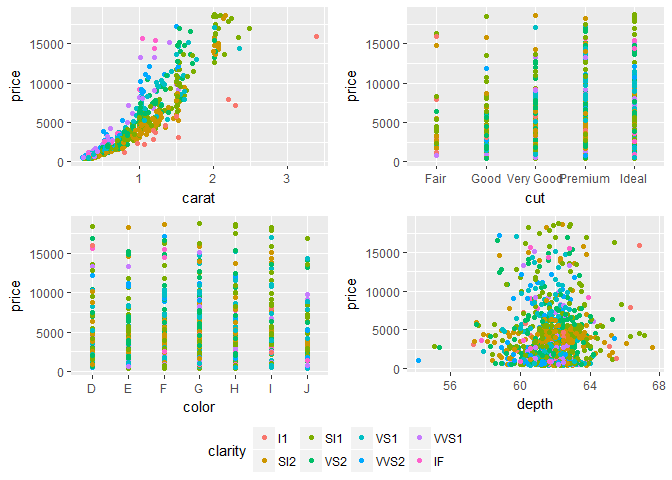 price
15000
10000
5000
0
1
2
3
carat
price
15000
10000
5000
0
Fair
Good
Very Good
Premium
Ideal
cut
price
15000
10000
5000
0
D
E
F
G
H
I
J
color
price
15000
10000
5000
0
56
60
64
68
depth
clarity
I1
SI1
VS1
VVS1
SI2
VS2
VVS2
IF